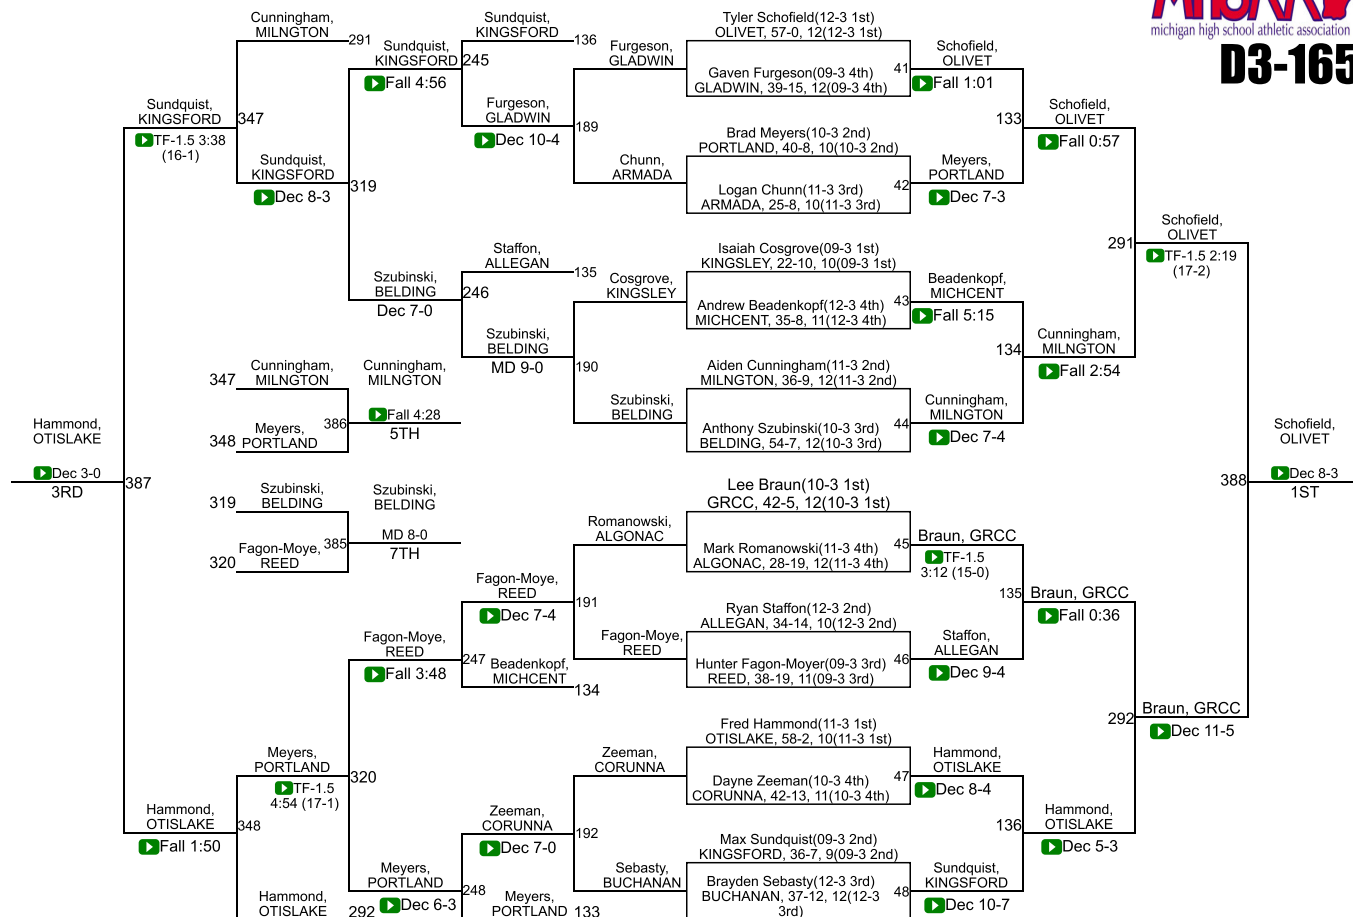 michigan high school athletic association
D3-165
Cunningham,
MILNGTON
291
Sundquist,
KINGSFORD
TF-1.5 3:38
(16-1)
347
Sundquist,
KINGSFORD
Dec 8-3
319
Sundquist,
KINGSFORD
Fall 4:56
245
Sundquist,
KINGSFORD
136
Furgeson,
GLADWIN
Dec 10-4
189
Furgeson,
GLADWIN
Chunn,
ARMADA
Tyler Schofield(12-3 1st)
OLIVET, 57-0, 12(12-3 1st)
Gaven Furgeson(09-3 4th)
GLADWIN, 39-15, 12(09-3 4th)
41
Schofield,
OLIVET
Fall 1:01
Brad Meyers(10-3 2nd)
PORTLAND, 40-8, 10(10-3 2nd)
Logan Chunn(11-3 3rd)
ARMADA, 25-8, 10(11-3 3rd)
42
Meyers,
PORTLAND
Dec 7-3
133
Schofield,
OLIVET
Fall 0:57
Szubinski,
BELDING
Dec 7-0
246
Staffon,
ALLEGAN
135
Szubinski,
BELDING
MD 9-0
190
Cosgrove,
KINGSLEY
Szubinski,
BELDING
Isaiah Cosgrove(09-3 1st)
KINGSLEY, 22-10, 10(09-3 1st)
Andrew Beadenkopf(12-3 4th)
MICHCENT, 35-8, 11(12-3 4th)
43
Beadenkopf,
MICHCENT
Fall 5:15
Aiden Cunningham(11-3 2nd)
MILNGTON, 36-9, 12(11-3 2nd)
Anthony Szubinski(10-3 3rd)
BELDING, 54-7, 12(10-3 3rd)
44
Cunningham,
MILNGTON
Dec 7-4
134
Cunningham,
MILNGTON
Fall 2:54
291
Schofield,
OLIVET
TF-1.5 2:19
(17-2)
347
Cunningham,
MILNGTON
348
Meyers,
PORTLAND
386
Cunningham,
MILNGTON
Fall 4:28
5TH
Hammond,
OTISLAKE
Dec 3-0
3RD
387
319
Szubinski,
BELDING
320
Fagon-Moye,
REED
385
Szubinski,
BELDING
MD 8-0
7TH
388
Schofield,
OLIVET
Dec 8-3
1ST
Romanowski,
ALGONAC
Fagon-Moye,
REED
Dec 7-4
191
Fagon-Moye,
REED
Lee Braun(10-3 1st)
GRCC, 42-5, 12(10-3 1st)
Mark Romanowski(11-3 4th)
ALGONAC, 28-19, 12(11-3 4th)
45
Braun, GRCC
TF-1.5
3:12 (15-0)
Ryan Staffon(12-3 2nd)
ALLEGAN, 34-14, 10(12-3 2nd)
Hunter Fagon-Moyer(09-3 3rd)
REED, 38-19, 11(09-3 3rd)
46
Staffon,
ALLEGAN
Dec 9-4
135
Braun, GRCC
Fall 0:36
Fagon-Moye,
REED
Fall 3:48
247
Beadenkopf,
MICHCENT
134
292
Braun, GRCC
Dec 11-5
Hammond,
OTISLAKE
Fall 1:50
Meyers,
PORTLAND
TF-1.5
4:54 (17-1)
320
348
Hammond,
OTISLAKE
292
Meyers,
PORTLAND
Dec 6-3
248
Zeeman,
CORUNNA
Dec 7-0
Meyers,
PORTLAND
133
192
Zeeman,
CORUNNA
Sebasty,
BUCHANAN
Fred Hammond(11-3 1st)
OTISLAKE, 58-2, 10(11-3 1st)
Dayne Zeeman(10-3 4th)
CORUNNA, 42-13, 11(10-3 4th)
47
Hammond,
OTISLAKE
Dec 8-4
Max Sundquist(09-3 2nd)
KINGSFORD, 36-7, 9(09-3 2nd)
Brayden Sebasty(12-3 3rd)
BUCHANAN, 37-12, 12(12-3
3rd)
48
Sundquist,
KINGSFORD
Dec 10-7
136
Hammond,
OTISLAKE
Dec 5-3